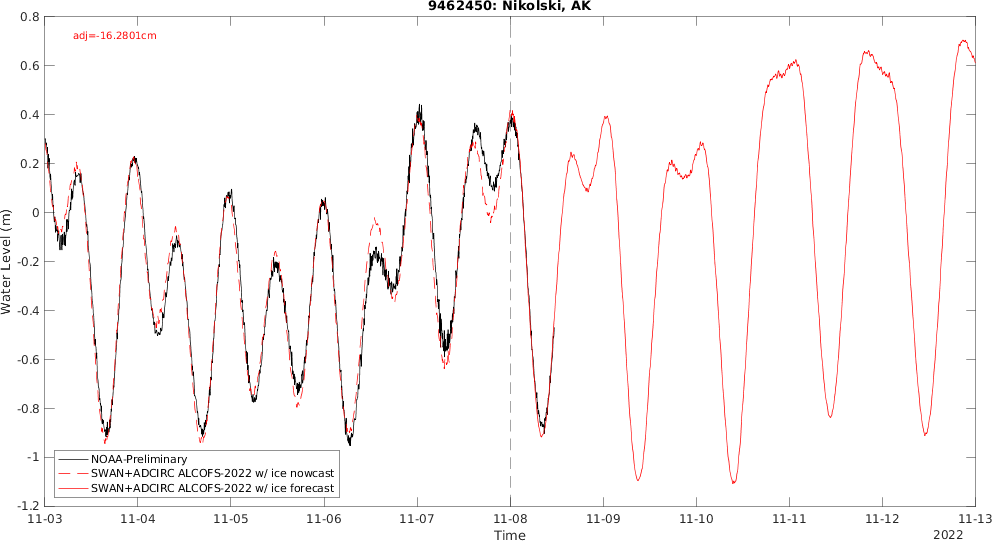 9462450: Nikolski, AK
adj=-16.2801cm
0.8
0.6
0.4
0.2
0
-0.2
-0.4
-0.6
-0.8
-1
-1.2
Water Level (m)
NOAA-Preliminary
SWAN+ADCIRC ALCOFS-2022 w/ ice nowcast
SWAN+ADCIRC ALCOFS-2022 w/ ice forecast
11-03 11-04 11-05 11-06 11-07 11-08 11-09 11-10 11-11 11-12 11-13
Time
2022